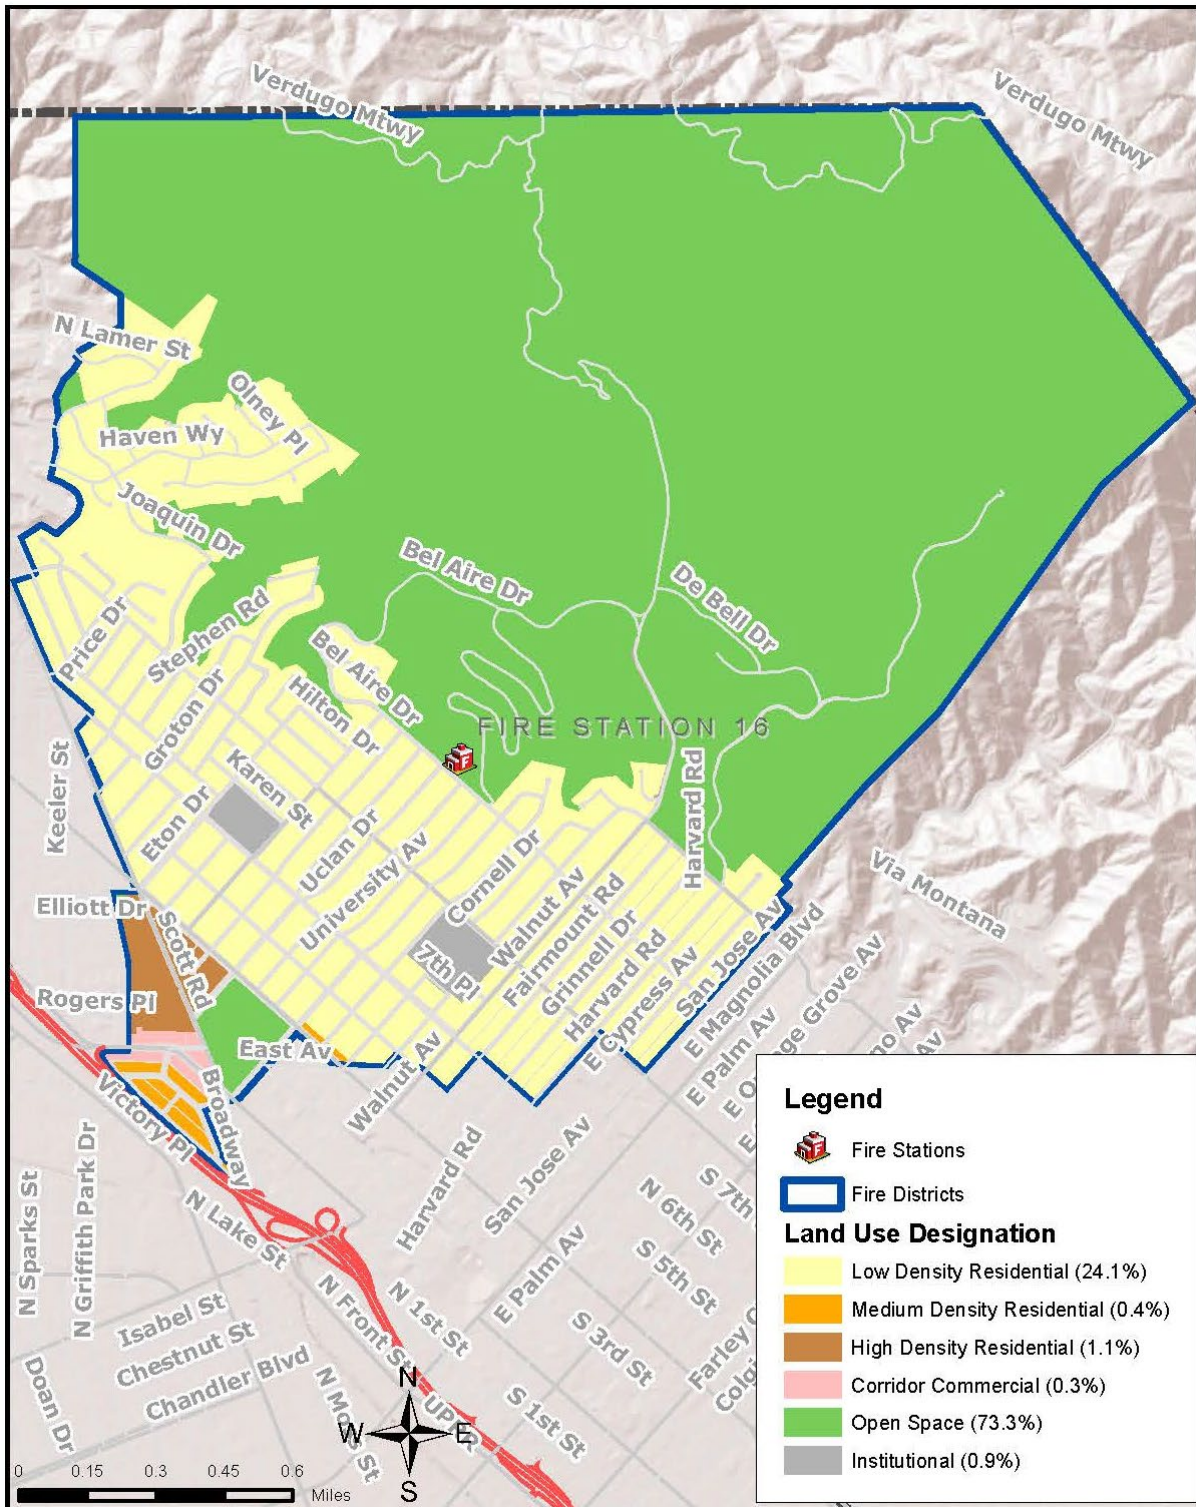 Verdugo Mtwy
Verdugo Mtwy
N Lamer St
Olney Pl
Haven Wy
Joaquin Dr
Bel Aire Dr
De Bell Dr
Price Dr
Stephen Rd
Bel Aire Dr
Groton Dr
Hilton Dr
FIRE STATION 16
F
Keeler St
Karen St
Harvard Rd
Eton Dr
Uclan Dr
University Av
Cornell Dr
Via Montana
Elliott Dr
Scott Rd
Walnut Av
Fairmount Rd
7th Pl
Grinnell Dr
Harvard Rd
E Cypress Av
San Jose Av
E Magnolia Blvd
Rogers Pl
East Av
E Palm Av
Walnut Av
Victory Pl
Broadway
N Griffith Park Dr
N Sparks St
N Lake St
Harvard Rd
San Jose Av
N 6th St
S 7th
S 5th St
E Palm Av
N 1st St
N Front St
S 3rd St
Isabel St
Chestnut St
Chandler Blvd
Doan Dr
S 1st St
N
W E
S
0 0.15 0.3 0.45 0.6
Miles
Legend
F
Fire Stations
Fire Districts
Land Use Designation
Low Density Residential (24.1%)
Medium Density Residential (0.4%)
High Density Residential (1.1%)
Corridor Commercial (0.3%)
Open Space (73.3%)
Institutional (0.9%)